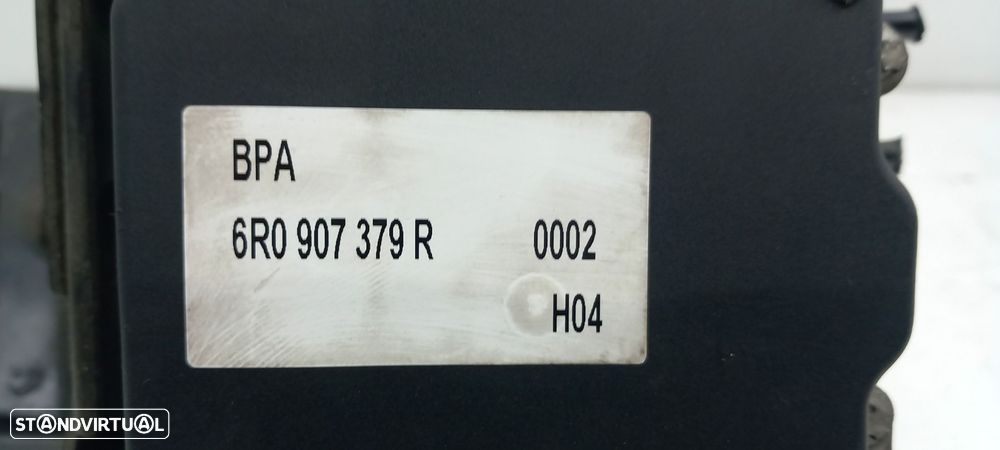 BPA
6R0 907 379 R 0002
H04
STANDVIRTUAL